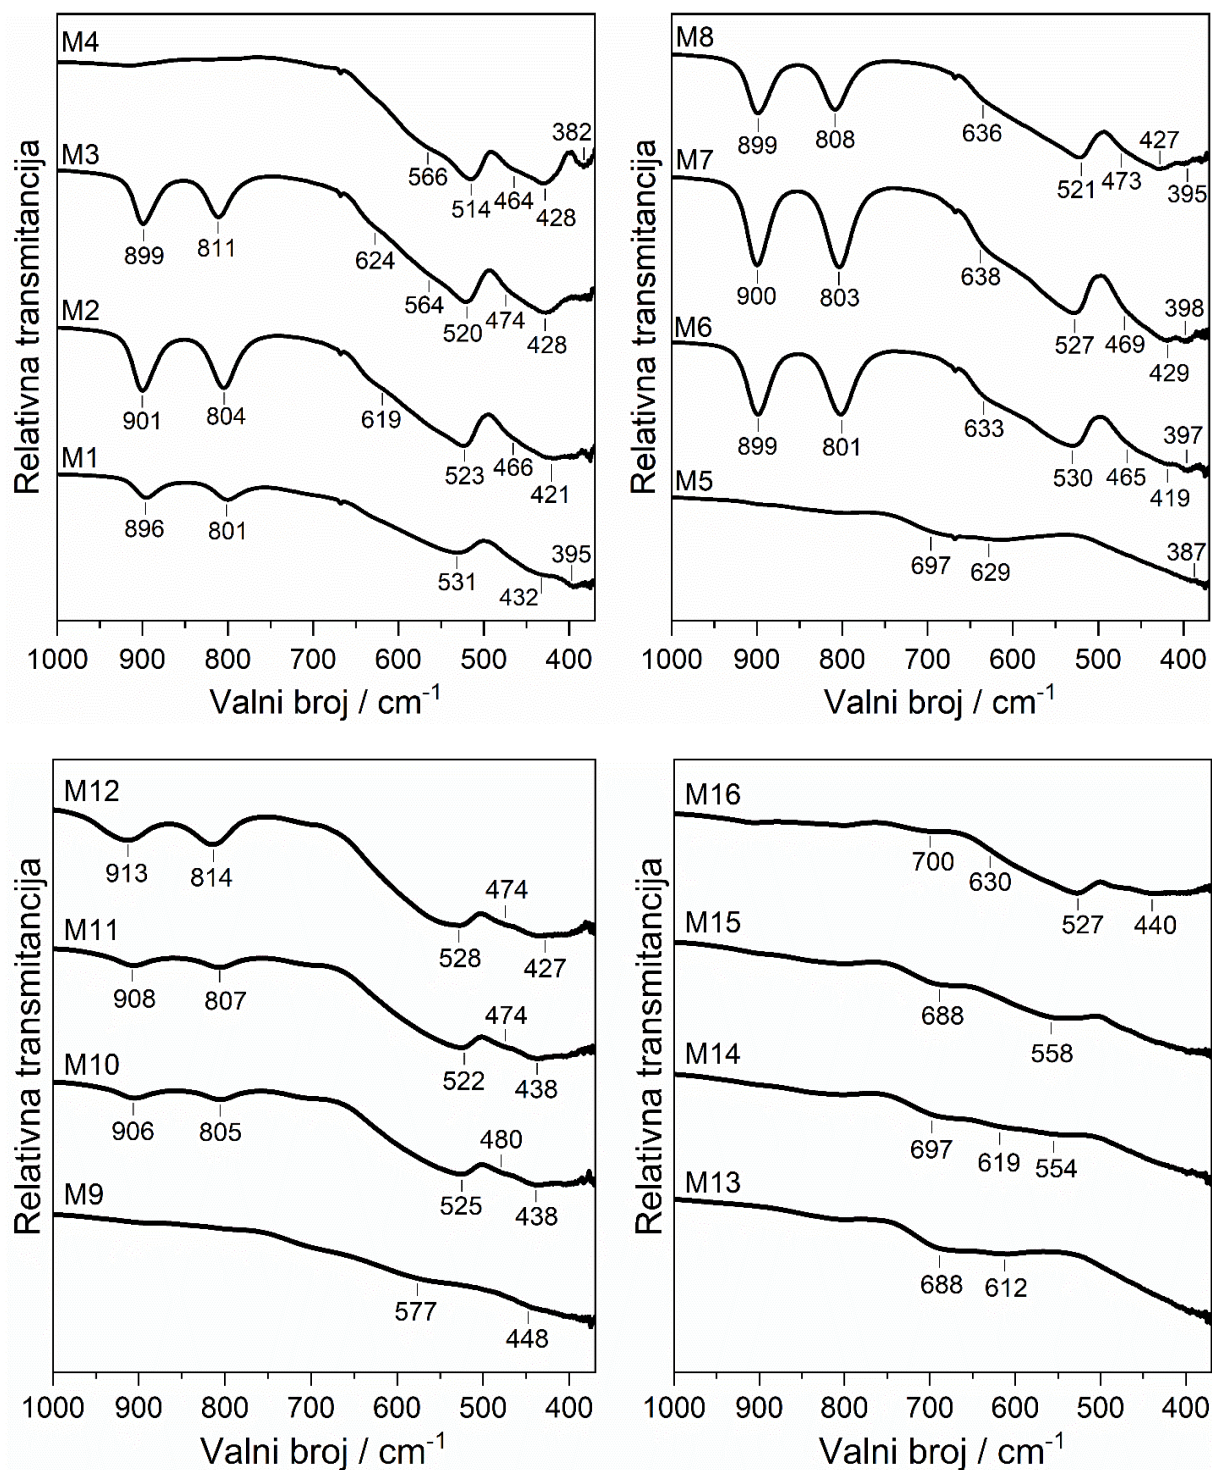 Relativna transmitancija
M4
566
514
464
428
382
M3
899
811
624
564
520
474
428
M2
901
804
619
523
466
421
M1
896
801
531
432
395
1000 900 800 700 600 500 400
Valni broj / cm-1
Relativna transmitancija
M8
899
808
636
521
473
427
395
M7
900
803
638
527
469
429
398
M6
899
801
633
530
465
419
397
M5
697
629
387
1000 900 800 700 600 500 400
Valni broj / cm-1
Relativna transmitancija
M12
913
814
528
474
427
M11
908
807
522
474
438
M10
906
805
525
480
438
M9
577
448
1000 900 800 700 600 500 400
Valni broj / cm-1
Relativna transmitancija
M16
700
630
527
440
M15
688
558
M14
697
619
554
M13
688
612
1000 900 800 700 600 500 400
Valni broj / cm-1